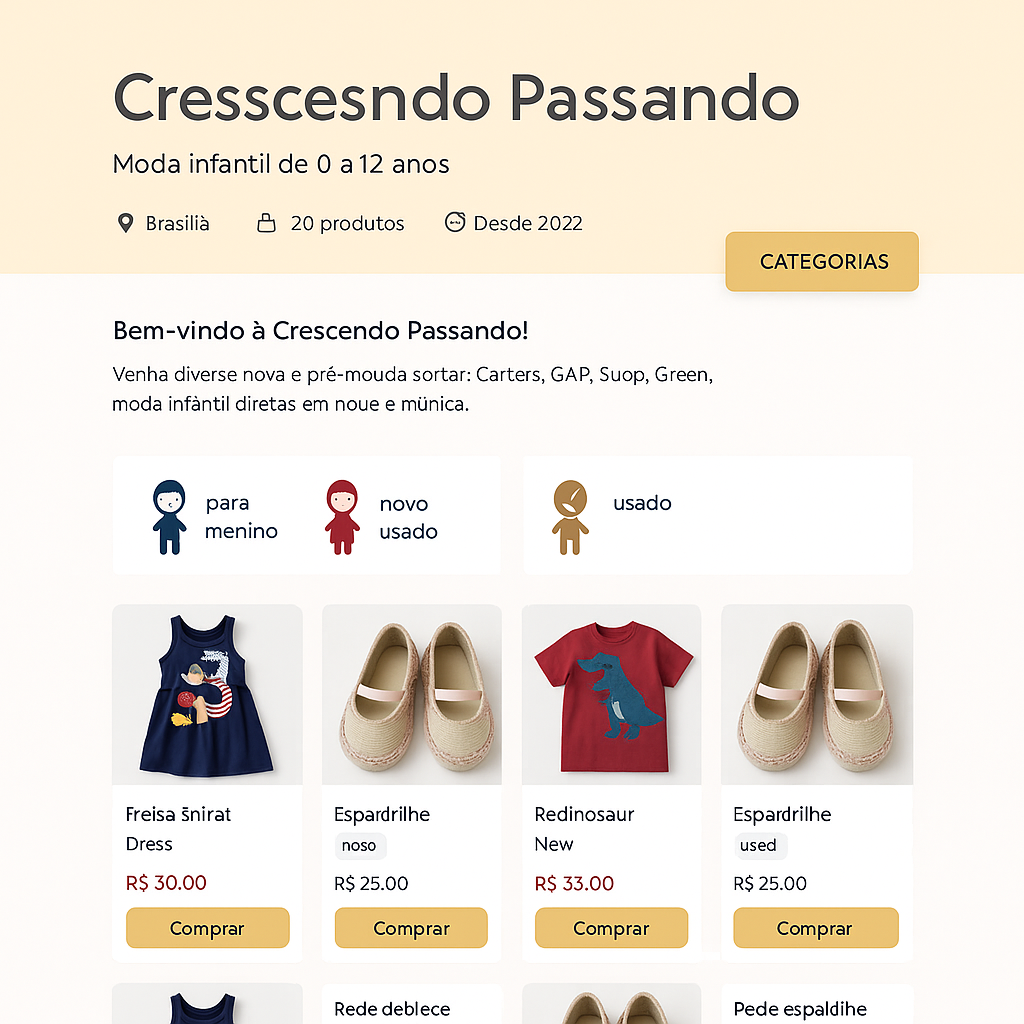 Cresscesndo Passando
Moda infantil de 0 a 12 anos
Brasilià
20 produtos
Desde 2022
CATEGORIAS
Bem-vindo à Crescendo Passando!
Venha diverse nova e pré-mouda sortar: Carters, GAP, Suop, Green,
moda infàntil diretas em noue e münica.
para
menino
novo
usado
usado
Freisa s̄nirat
Dress
R$ 30.00
Comprar
Espardrilhe
noso
R$ 25.00
Comprar
Redinosaur
New
R$ 33.00
Comprar
Espardrilhe
used
R$ 25.00
Comprar
Rede deblece
Pede espaldihe